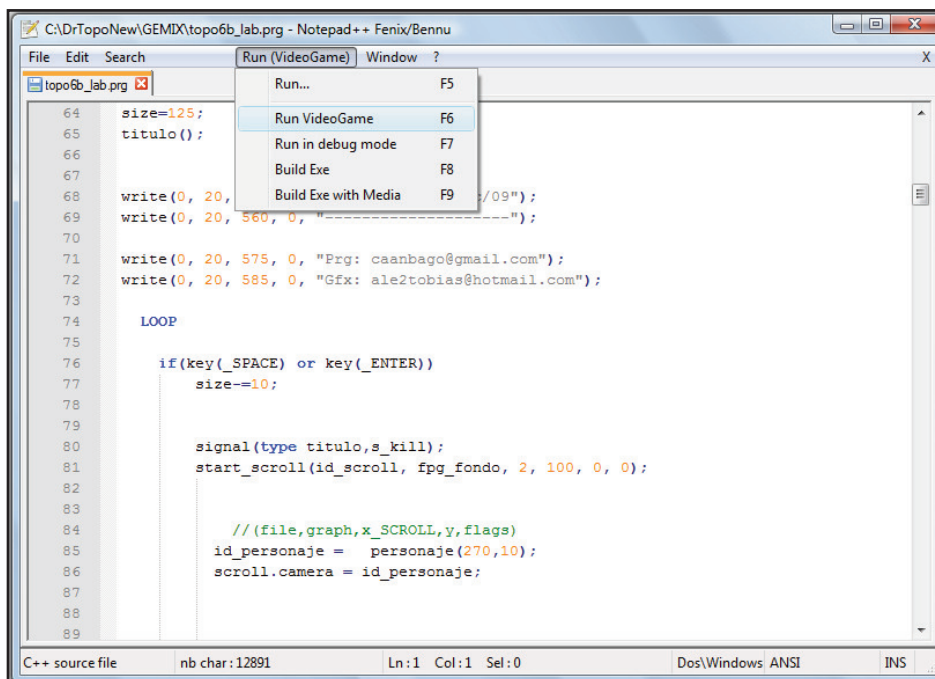 C:\DrTopoNew\GEMIX\topo6b_lab.prg - Notepad++ Fenix/Bennu
File Edit Search Run (VideoGame) Window ? X
topo6b_lab.prg
Run... F5
Run VideoGame F6
Run in debug mode F7
Build Exe F8
Build Exe with Media F9
64 size=125;
65 titulo();
66
67
68 write(0, 20, /09");
69 write(0, 20, 560, 0, "---------------------");
70
71 write(0, 20, 575, 0, "Prg: caanbago@gmail.com");
72 write(0, 20, 585, 0, "Gfx: ale2tobias@hotmail.com");
73
74 LOOP
75
76 if(key(_SPACE) or key(_ENTER))
77 size-=10;
78
79
80 signal(type titulo,s_kill);
81 start_scroll(id_scroll, fpg_fondo, 2, 100, 0, 0);
82
83
84 //(file,graph,x_SCROLL,y,flags)
85 id_personaje = personaje(270,10);
86 scroll.camera = id_personaje;
87
88
89
C++ source file nb char : 12891 Ln : 1 Col : 1 Sel : 0 Dos\Windows ANSI INS